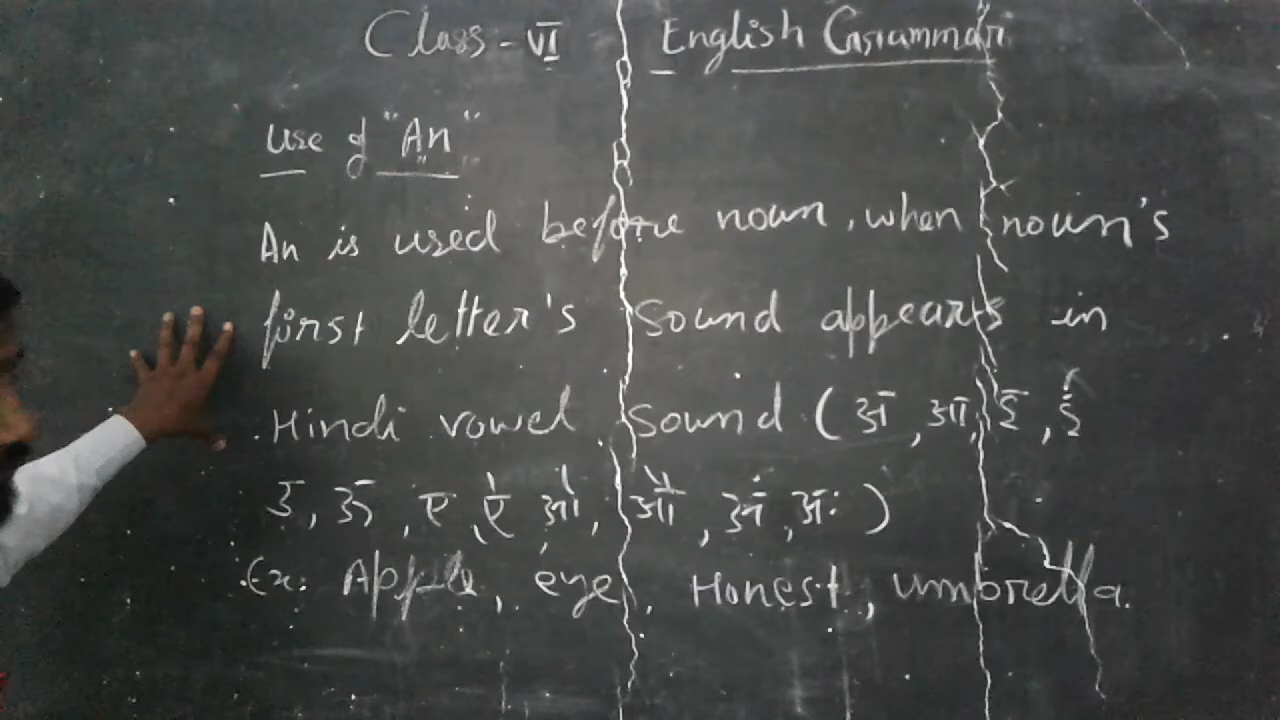 Class - VI English Grammar
Use of "An"
An is used before noun, when noun's
first letter's sound appears in
Hindi vowel sound (अ, आ, इ, ई
उ, ऊ, ए, ऐ, ओ, औ, अं, अः)
Ex. Apple, eye, Honest, umbrella.